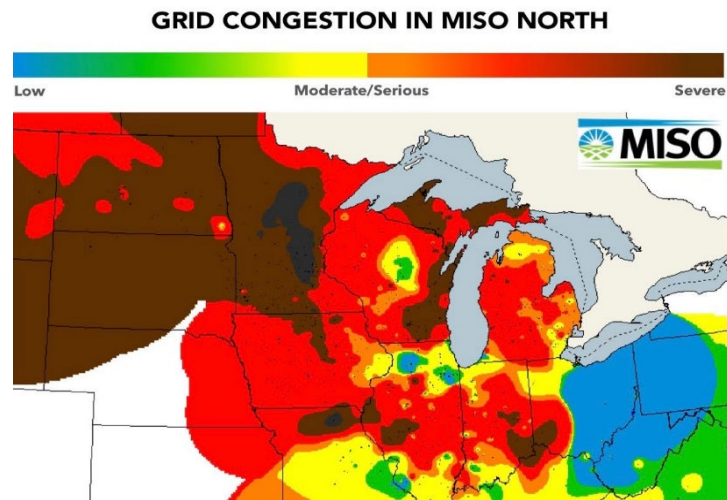 GRID CONGESTION IN MISO NORTH
Low Moderate/Serious Severe
MISO